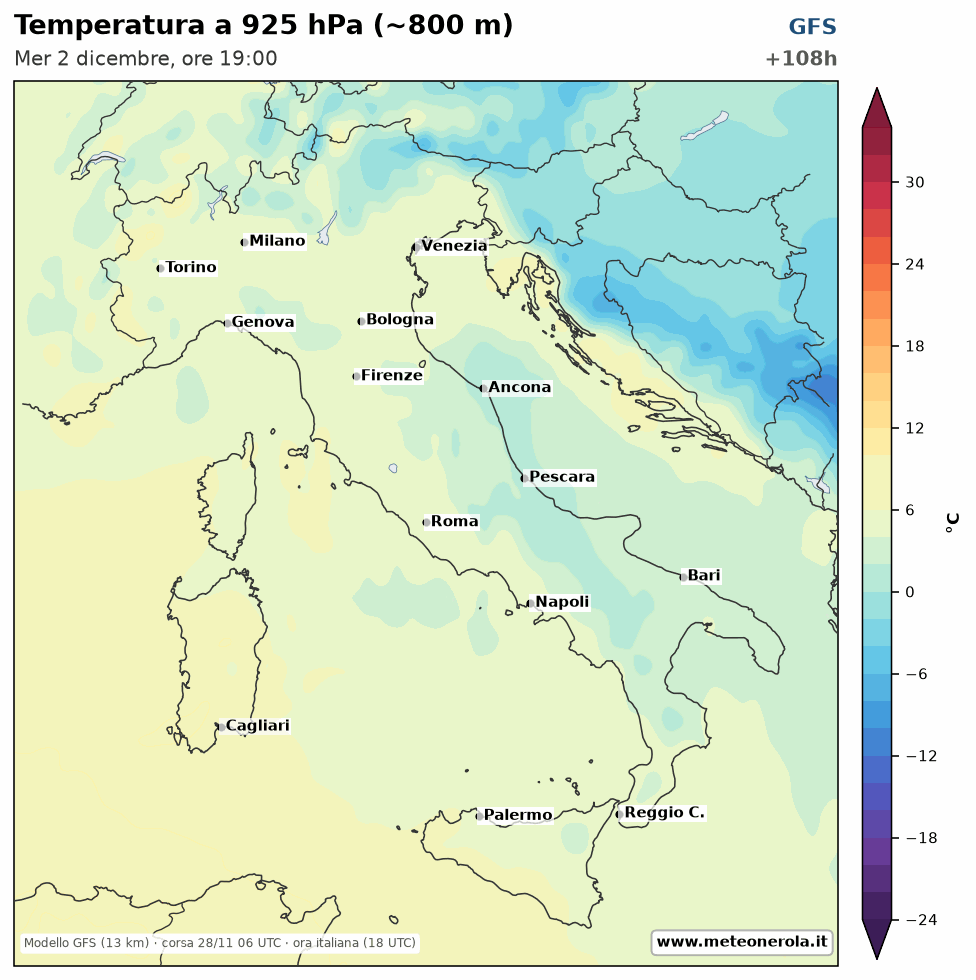 Temperatura a 925 hPa (~800 m)
GFS
Mer 2 dicembre, ore 19:00
+108h
30
24
18
12
6
0
−6
−12
−18
−24
°C
Milano
Venezia
Torino
Genova
Bologna
Firenze
Ancona
Pescara
Roma
Bari
Napoli
Cagliari
Palermo
Reggio C.
Modello GFS (13 km) · corsa 28/11 06 UTC · ora italiana (18 UTC)
www.meteonerola.it